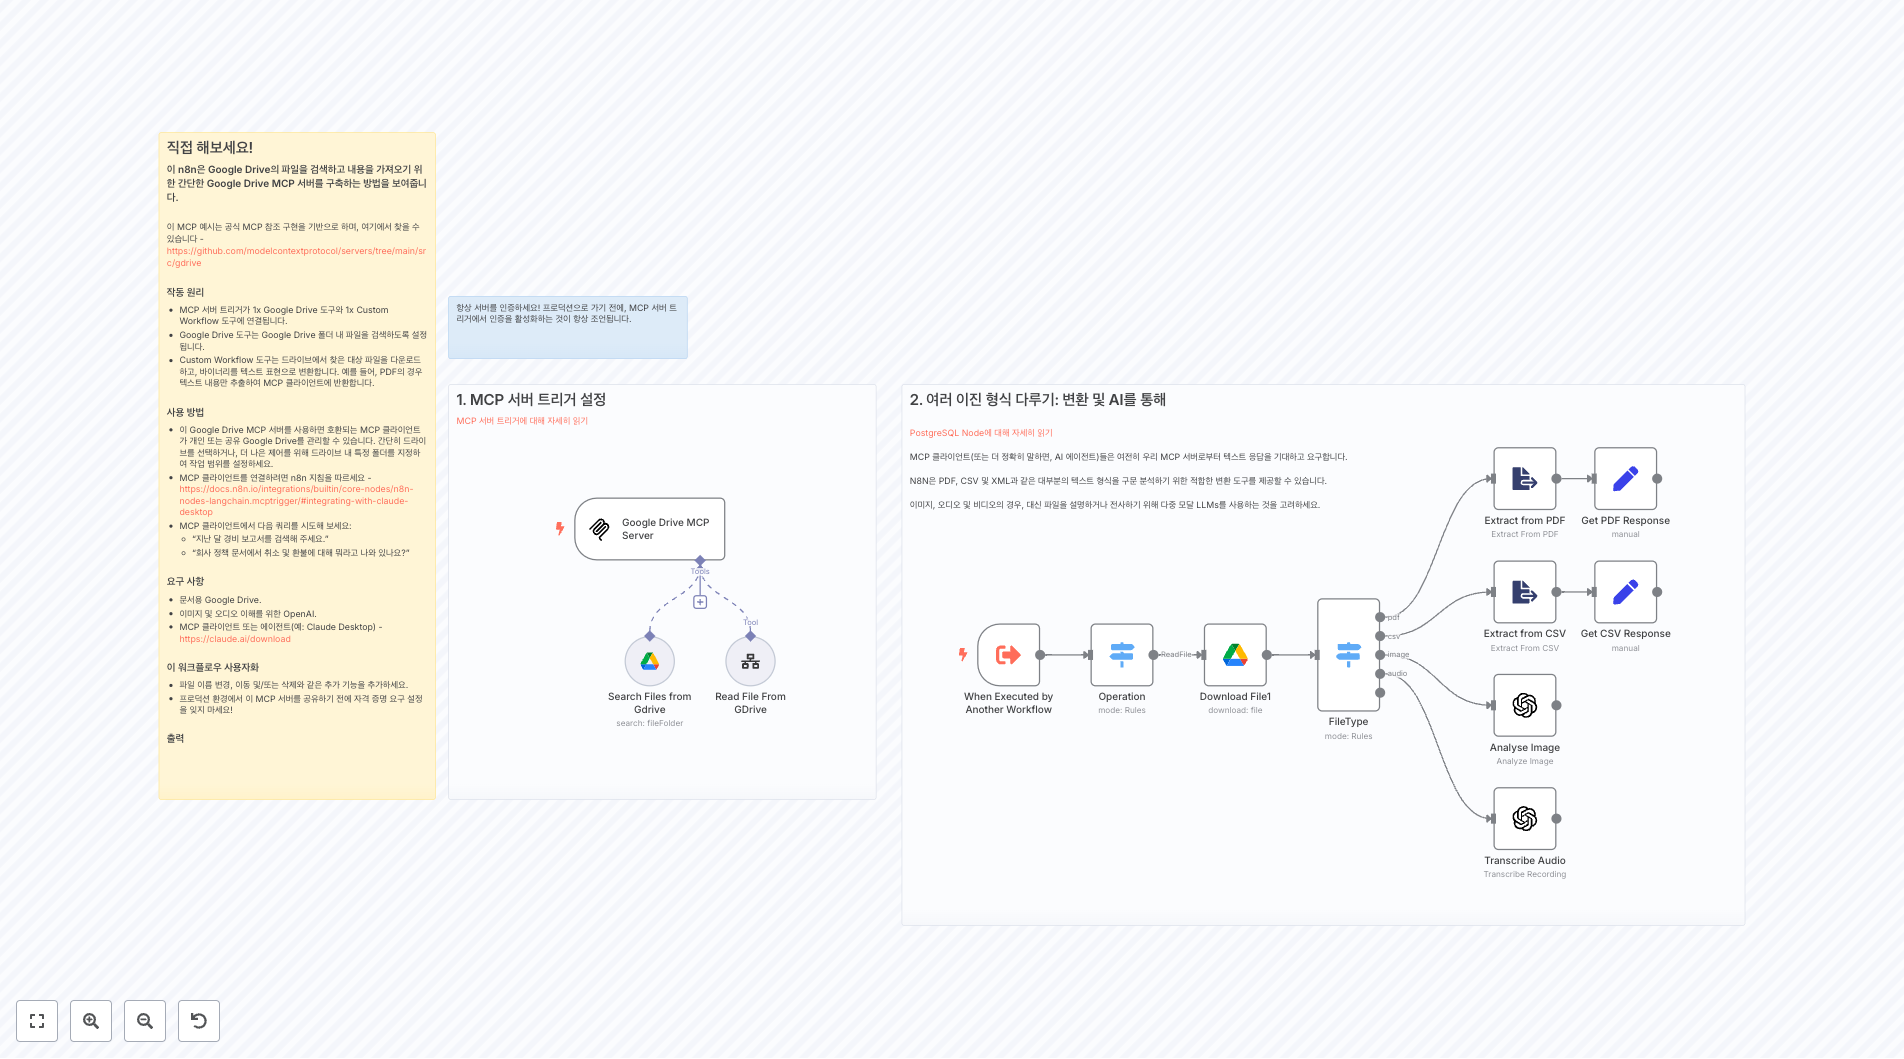 직접 해보세요!
이 n8n은 Google Drive의 파일을 검색하고 내용을 가져오기 위
한 간단한 Google Drive MCP 서버를 구축하는 방법을 보여줍니
다.
이 MCP 예시는 공식 MCP 참조 구현을 기반으로 하며, 여기에서 찾을 수
있습니다 -
https://github.com/modelcontextprotocol/servers/tree/main/sr
c/gdrive
작동 원리
MCP 서버 트리거가 1x Google Drive 도구와 1x Custom
Workflow 도구에 연결됩니다.
Google Drive 도구는 Google Drive 폴더 내 파일을 검색하도록 설정
됩니다.
Custom Workflow 도구는 드라이브에서 찾은 대상 파일을 다운로드
하고, 바이너리를 텍스트 표현으로 변환합니다. 예를 들어, PDF의 경우
텍스트 내용만 추출하여 MCP 클라이언트에 반환합니다.
사용 방법
이 Google Drive MCP 서버를 사용하면 호환되는 MCP 클라이언트
가 개인 또는 공유 Google Drive를 관리할 수 있습니다. 간단히 드라이
브를 선택하거나, 더 나은 제어를 위해 드라이브 내 특정 폴더를 지정하
여 작업 범위를 설정하세요.
MCP 클라이언트를 연결하려면 n8n 지침을 따르세요 -
https://docs.n8n.io/integrations/builtin/core-nodes/n8n-
nodes-langchain.mcptrigger/#integrating-with-claude-
desktop
MCP 클라이언트에서 다음 쿼리를 시도해 보세요:
“지난 달 경비 보고서를 검색해 주세요.”
“회사 정책 문서에서 취소 및 환불에 대해 뭐라고 나와 있나요?”
요구 사항
문서용 Google Drive.
이미지 및 오디오 이해를 위한 OpenAI.
MCP 클라이언트 또는 에이전트(예: Claude Desktop) -
https://claude.ai/download
이 워크플로우 사용자화
파일 이름 변경, 이동 및/또는 삭제와 같은 추가 기능을 추가하세요.
프로덕션 환경에서 이 MCP 서버를 공유하기 전에 자격 증명 요구 설정
을 잊지 마세요!
출력
항상 서버를 인증하세요! 프로덕션으로 가기 전에, MCP 서버 트
리거에서 인증을 활성화하는 것이 항상 조언됩니다.
1. MCP 서버 트리거 설정
MCP 서버 트리거에 대해 자세히 읽기
Google Drive MCP
Server
Tools
Tool
Search Files from
Gdrive
search: fileFolder
Read File From
GDrive
2. 여러 이진 형식 다루기: 변환 및 AI를 통해
PostgreSQL Node에 대해 자세히 읽기
MCP 클라이언트(또는 더 정확히 말하면, AI 에이전트)들은 여전히 우리 MCP 서버로부터 텍스트 응답을 기대하고 요구합니다.
N8N은 PDF, CSV 및 XML과 같은 대부분의 텍스트 형식을 구문 분석하기 위한 적합한 변환 도구를 제공할 수 있습니다.
이미지, 오디오 및 비디오의 경우, 대신 파일을 설명하거나 전사하기 위해 다중 모달 LLMs를 사용하는 것을 고려하세요.
When Executed by
Another Workflow
Operation
mode: Rules
ReadFile
Download File1
download: file
FileType
mode: Rules
pdf
csv
image
audio
Extract from PDF
Extract From PDF
Get PDF Response
manual
Extract from CSV
Extract From CSV
Get CSV Response
manual
Analyse Image
Analyze Image
Transcribe Audio
Transcribe Recording